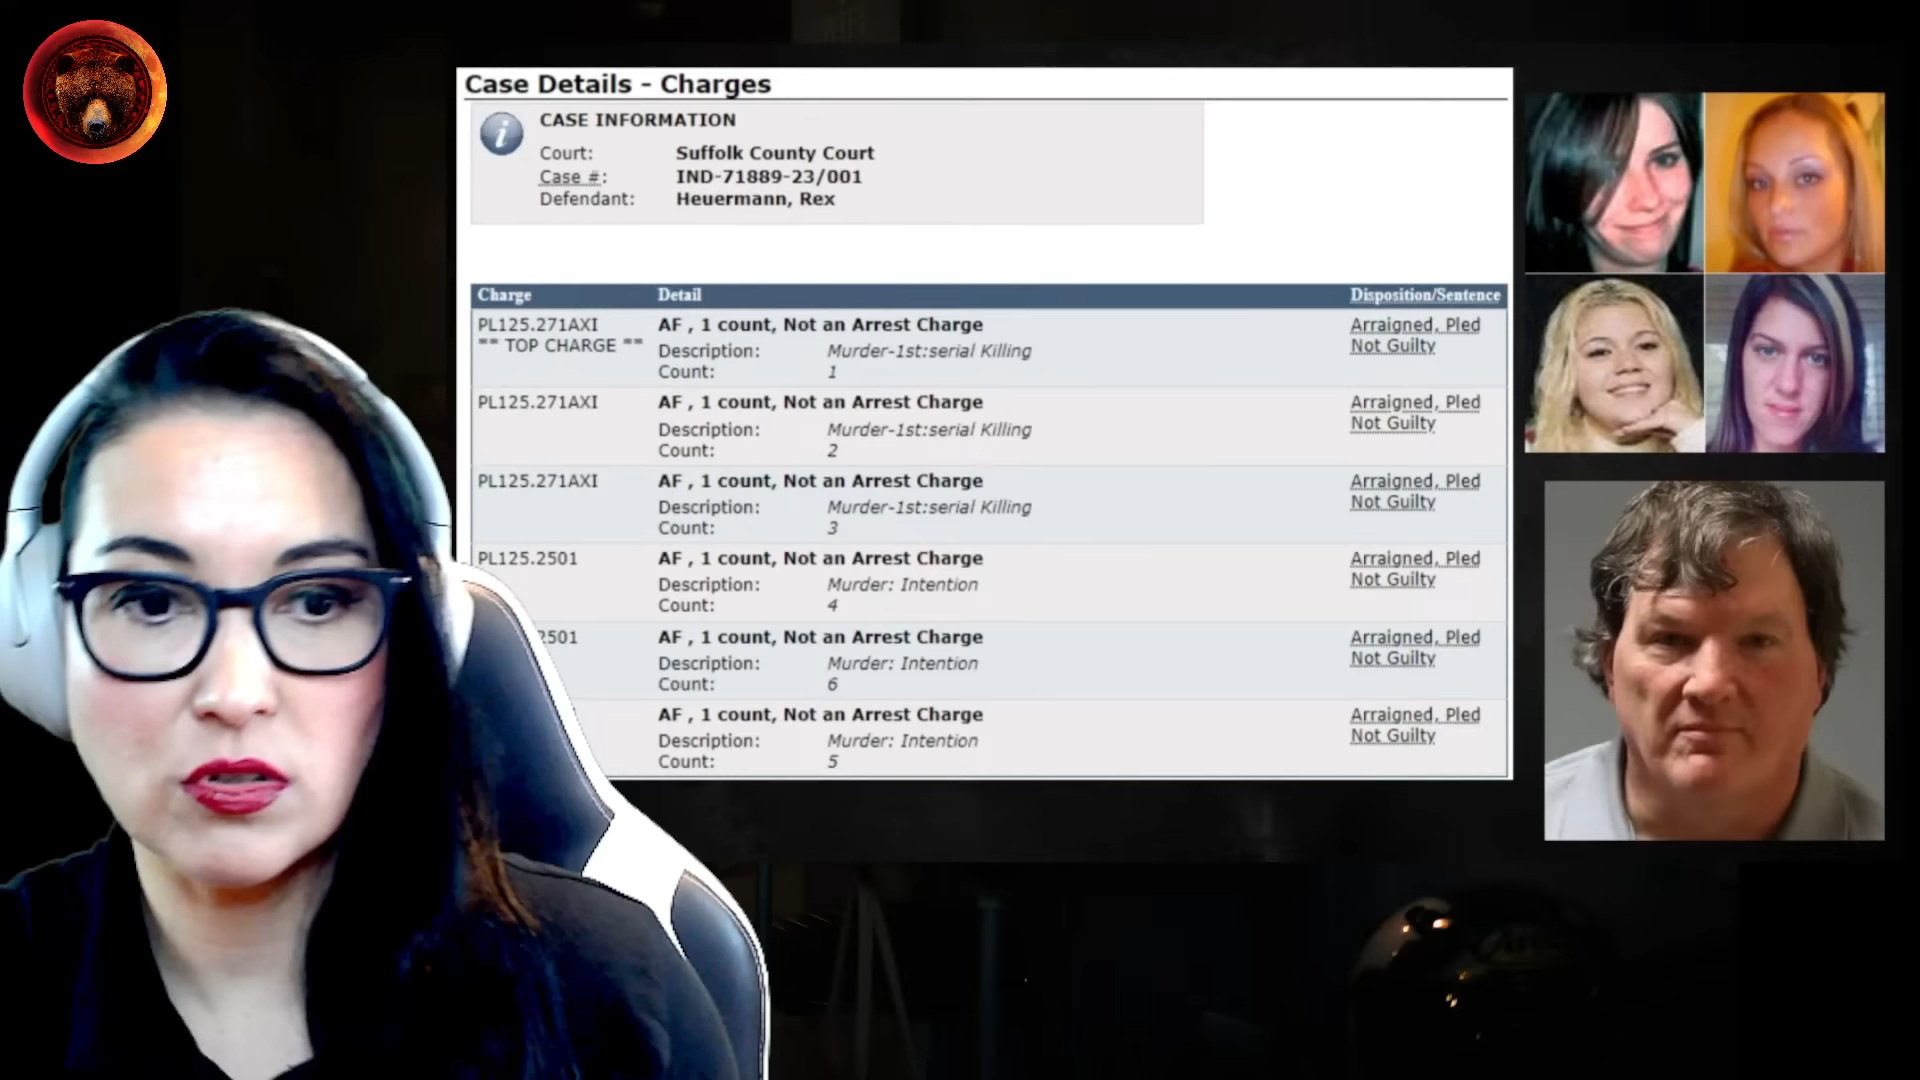 Case Details - Charges
CASE INFORMATION
Court: Suffolk County Court
Case #: IND-71889-23/001
Defendant: Heuermann, Rex
Charge Detail Disposition/Sentence
PL125.271AXI AF , 1 count, Not an Arrest Charge Arraigned, Pled
** TOP CHARGE ** Not Guilty
Description: Murder-1st:serial Killing
Count: 1
PL125.271AXI AF , 1 count, Not an Arrest Charge Arraigned, Pled
Description: Murder-1st:serial Killing Not Guilty
Count: 2
PL125.271AXI AF , 1 count, Not an Arrest Charge Arraigned, Pled
Description: Murder-1st:serial Killing Not Guilty
Count: 3
PL125.2501 AF , 1 count, Not an Arrest Charge Arraigned, Pled
Description: Murder: Intention Not Guilty
Count: 4
2501 AF , 1 count, Not an Arrest Charge Arraigned, Pled
Description: Murder: Intention Not Guilty
Count: 6
AF , 1 count, Not an Arrest Charge Arraigned, Pled
Description: Murder: Intention Not Guilty
Count: 5